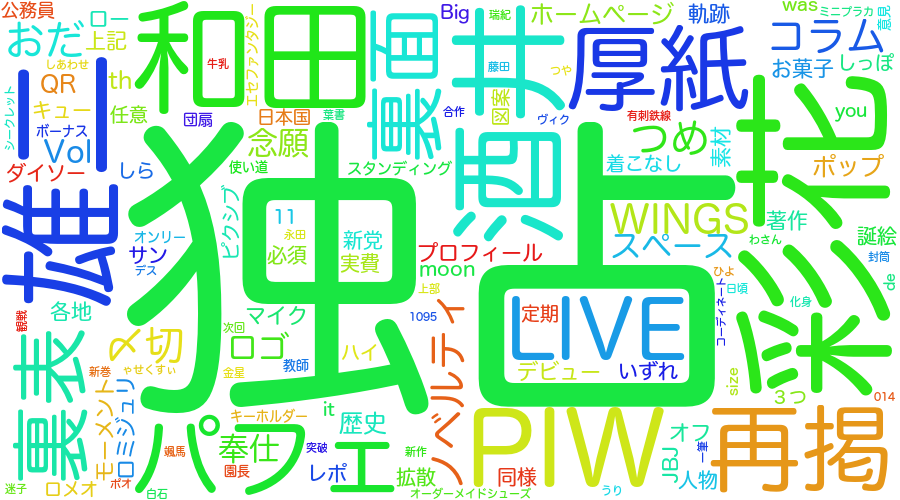 公務員
ロー
おだ
上記
しあわせ
th
QR
キュー
シークレット
ボーナス
Vol
任意
ダイソー
しら
和田
牛乳
エセファンタジー
団扇
日本国
葉書
念願
使い道
裏面
Big
瑞紀
ホームページ
軌跡
was
ミニブラカ
意見
藤田
つや
合作
図案
ヴィク
酒井
厚紙
有刺鉄線
コラム
お菓子
しっぽ
you
つめ
素材
着こなし
ポップ
彩花
スタンディング
雄一
オンリー
サン
デス
ピクシブ
11
永田
必須
新党
実費
独占
プロフィール
moon
上部
1095
WINGS
スペース
著作
わさん
誕絵
封筒
de
ひよ
日頃
コーディネート
化身
定期
LIVE
デビュー
いずれ
size
3つ
014
観戦
各地
〆切
新巻
ゃせくすぃ
次回
ロゴ
金星
マイク
教師
ハイ
ノベルティ
裏表
モーメント
ロミジュリ
キーホルダー
it
歴史
パフェ
颯馬
園長
奉仕
突破
レポ
新作
拡散
迷子
ロメオ
ポオ
白石
オーダーメイドシューズ
PIW
同様
うり
オフ
JBJ
一筆
人物
再掲